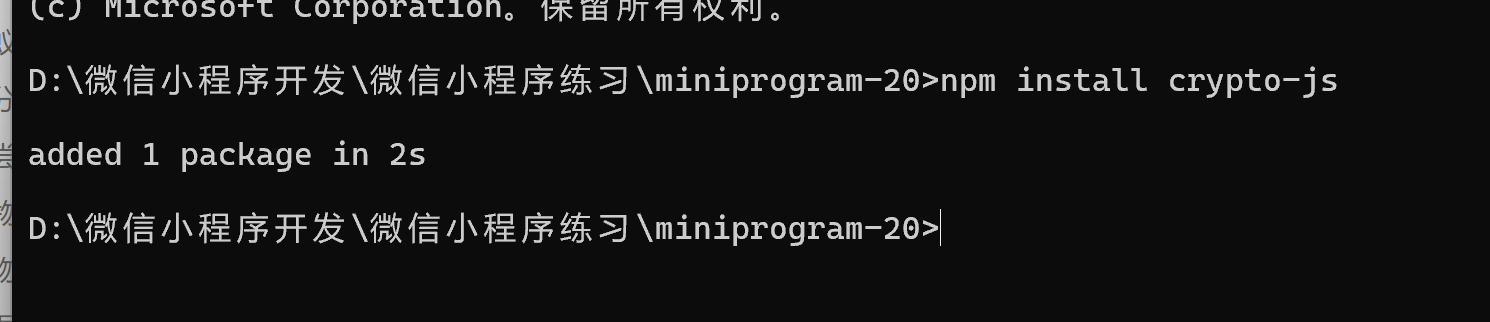 (c) Microsoft Corporation。保留所有权利。
D:\微信小程序开发\微信小程序练习\miniprogram-20>npm install crypto-js
added 1 package in 2s
D:\微信小程序开发\微信小程序练习\miniprogram-20>